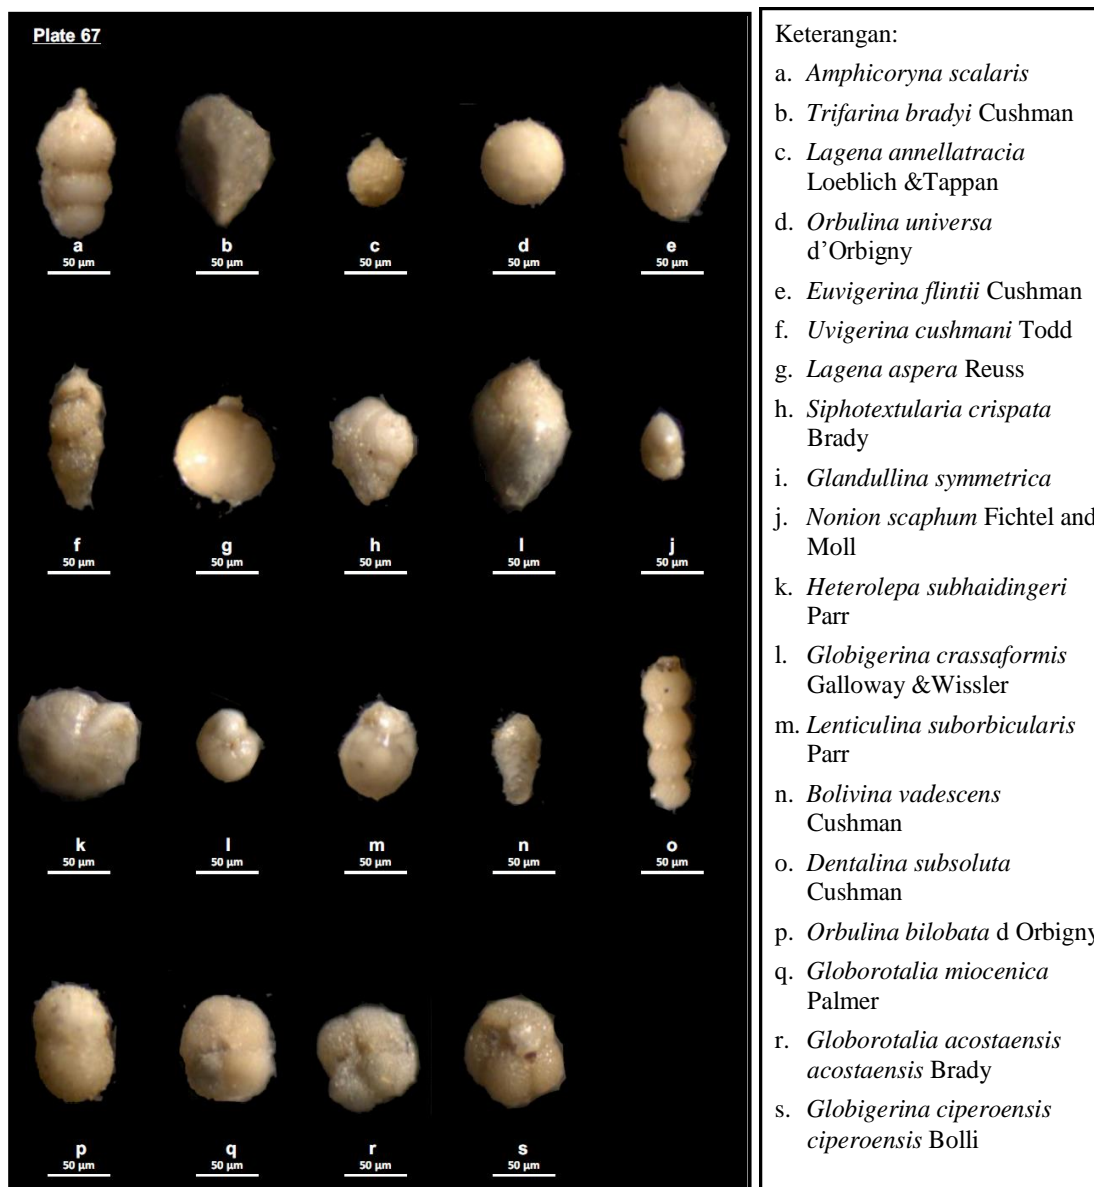 Plate 67
a b c d e
50 µm 50 µm 50 µm 50 µm 50 µm
f g h l j
50 µm 50 µm 50 µm 50 µm 50 µm
k l m n o
50 µm 50 µm 50 µm 50 µm 50 µm
p q r s
50 µm 50 µm 50 µm 50 µm
Keterangan:
a. Amphicoryna scalaris
b. Trifarina bradyi Cushman
c. Lagena annellatracia
Loeblich &Tappan
d. Orbulina universa
d’Orbigny
e. Euvigerina flintii Cushman
f. Uvigerina cushmani Todd
g. Lagena aspera Reuss
h. Siphotextularia crispata
Brady
i. Glandullina symmetrica
j. Nonion scaphum Fichtel and
Moll
k. Heterolepa subhaidingeri
Parr
l. Globigerina crassaformis
Galloway &Wissler
m. Lenticulina suborbicularis
Parr
n. Bolivina vadescens
Cushman
o. Dentalina subsoluta
Cushman
p. Orbulina bilobata d Orbigny
q. Globorotalia miocenica
Palmer
r. Globorotalia acostaensis
acostaensis Brady
s. Globigerina ciperoensis
ciperoensis Bolli